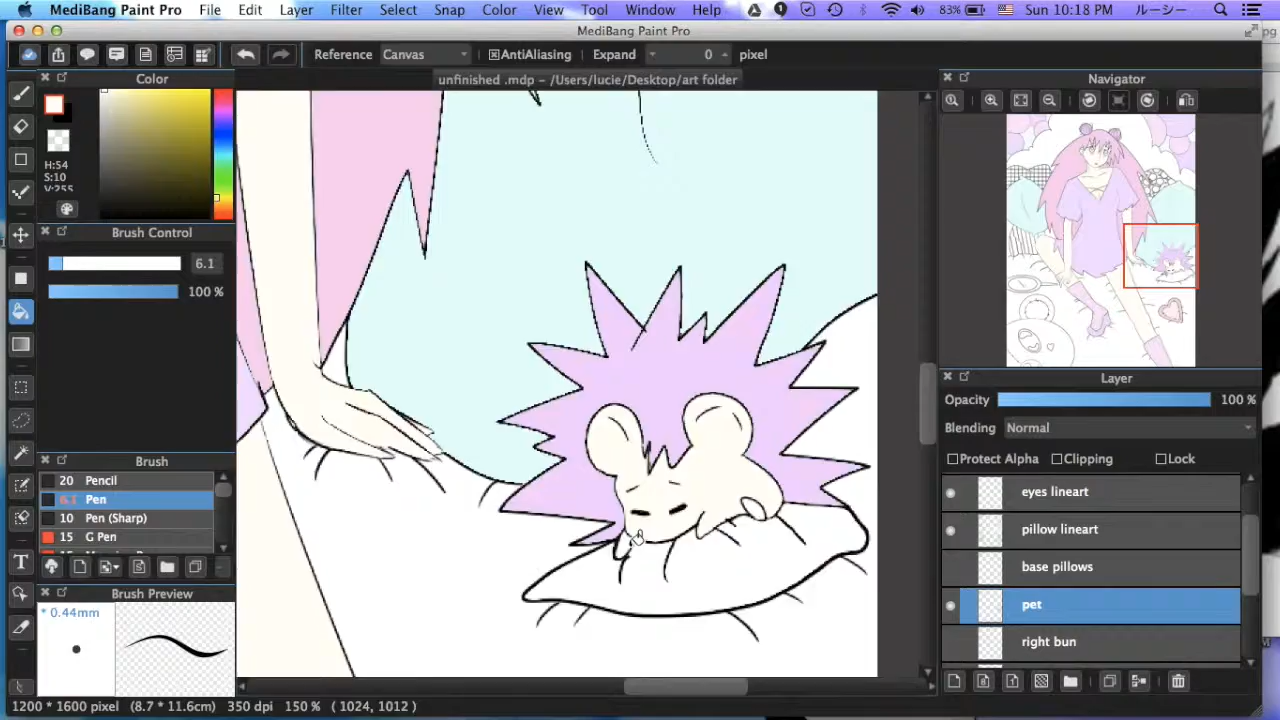 MediBang Paint Pro File Edit Layer Filter Select Snap Color View Tool Window Help 83% Sun 10:18 PM ルーシー
MediBang Paint Pro
Reference Canvas AntiAliasing Expand 0 pixel
unfinished .mdp – /Users/lucie/Desktop/art folder
Color
H:54
S:10
V:255
Brush Control
6.1
100 %
Brush
20 Pencil
6.1 Pen
10 Pen (Sharp)
15 G Pen
Brush Preview
* 0.44mm
Navigator
Layer
Opacity 100 %
Blending Normal
Protect Alpha Clipping Lock
eyes lineart
pillow lineart
base pillows
pet
right bun
1200 * 1600 pixel (8.7 * 11.6cm) 350 dpi 150 % ( 1024, 1012 )